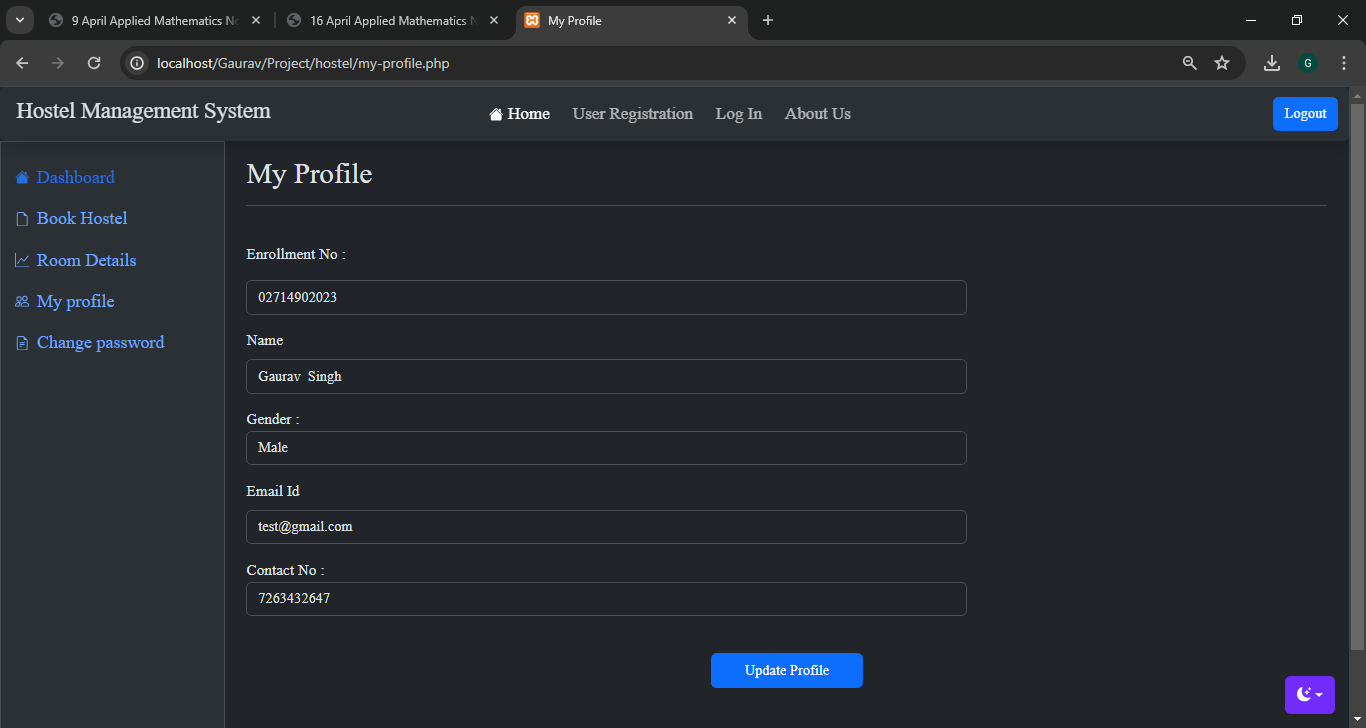 9 April Applied Mathematics No
16 April Applied Mathematics N
My Profile
localhost/Gaurav/Project/hostel/my-profile.php
G
Hostel Management System
Home User Registration Log In About Us
Logout
Dashboard
Book Hostel
Room Details
My profile
Change password
My Profile
Enrollment No :
02714902023
Name
Gaurav  Singh
Gender :
Male
Email Id
test@gmail.com
Contact No :
7263432647
Update Profile